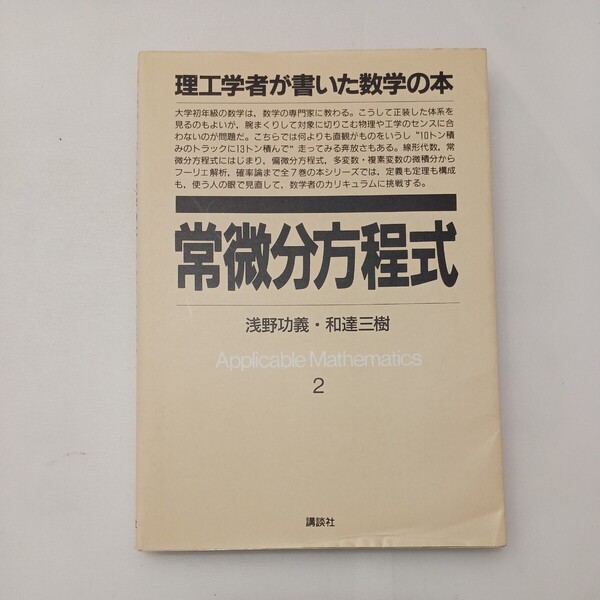 理工学者が書いた数学の本
大学初年級の数学は、数学の専門家に教わる。こうして正装した体系を
見るのもよいが，腕まくりして対象に切りこむ物理や工学のセンスに合
わないのが問題だ。こちらでは何よりも直観がものをいうし“10トン積
みのトラックに13トン積んで”走ってみる奔放さもある。線形代数，常
微分方程式にはじまり，偏微分方程式，多変数・複素変数の微積分から
フーリエ解析，確率論まで全7巻の本シリーズでは，定義も定理も構成
も，使う人の眼で見直して，数学者のカリキュラムに挑戦する。
常微分方程式
浅野功義・和達三樹
Applicable Mathematics
2
講談社